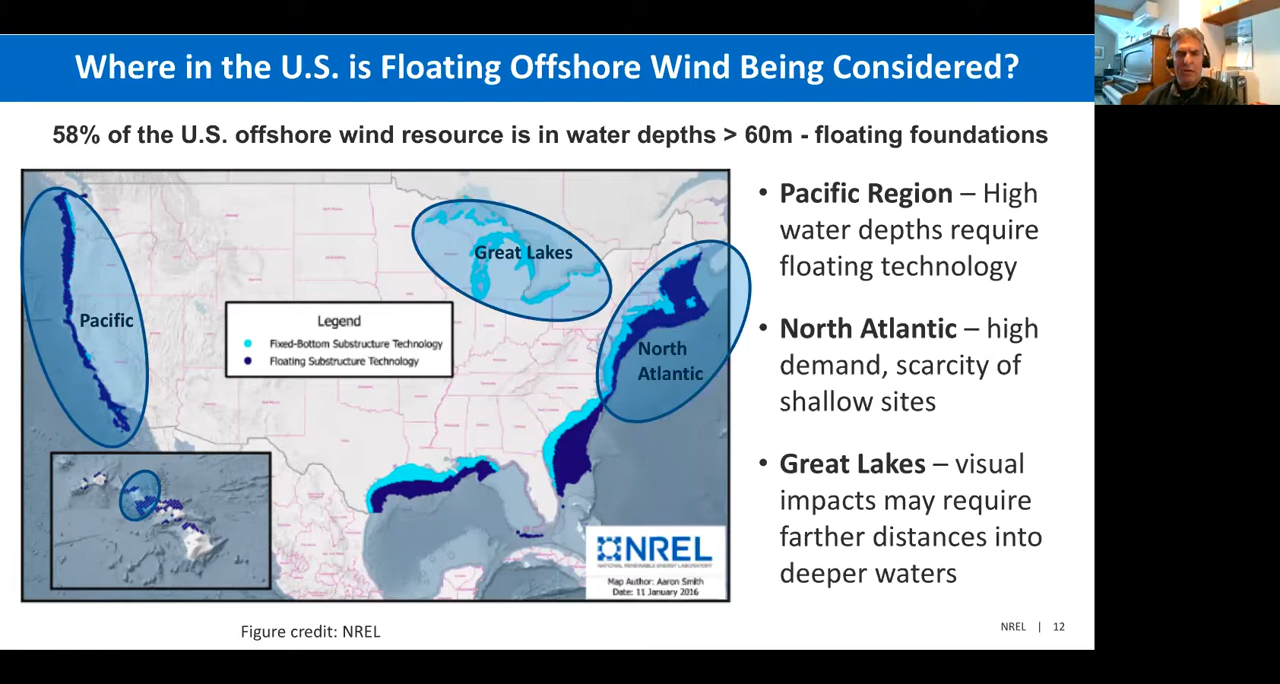 Where in the U.S. is Floating Offshore Wind Being Considered?
58% of the U.S. offshore wind resource is in water depths > 60m - floating foundations
Great Lakes
Pacific
North
Atlantic
Legend
Fixed-Bottom Substructure Technology
Floating Substructure Technology
NREL
NATIONAL RENEWABLE ENERGY LABORATORY
Map Author: Aaron Smith
Date: 11 January 2016
Figure credit: NREL
• Pacific Region – High
water depths require
floating technology
• North Atlantic – high
demand, scarcity of
shallow sites
• Great Lakes – visual
impacts may require
farther distances into
deeper waters
NREL | 12